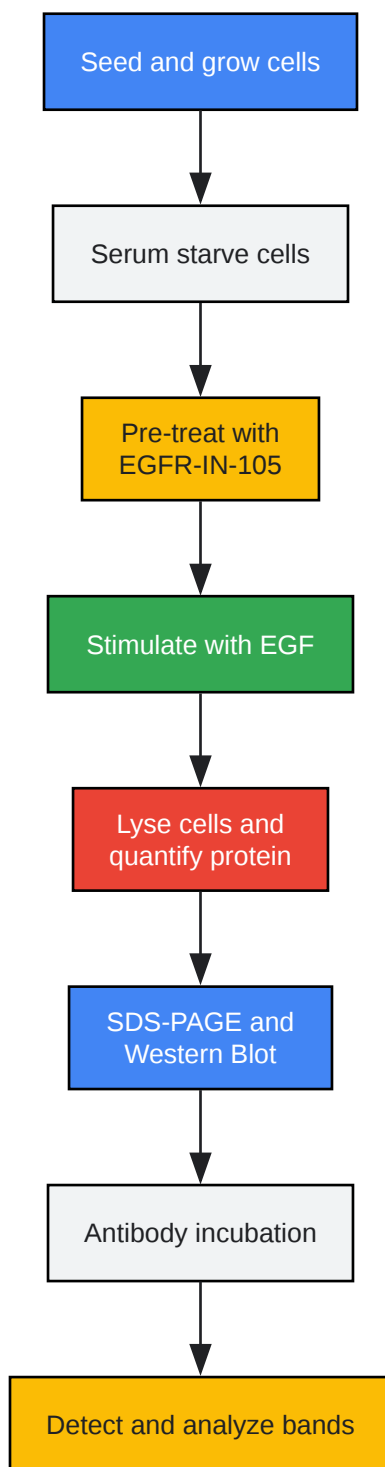 Seed and grow cells
Serum starve cells
Pre-treat with
EGFR-IN-105
Stimulate with EGF
Lyse cells and
quantify protein
SDS-PAGE and
Western Blot
Antibody incubation
Detect and analyze bands